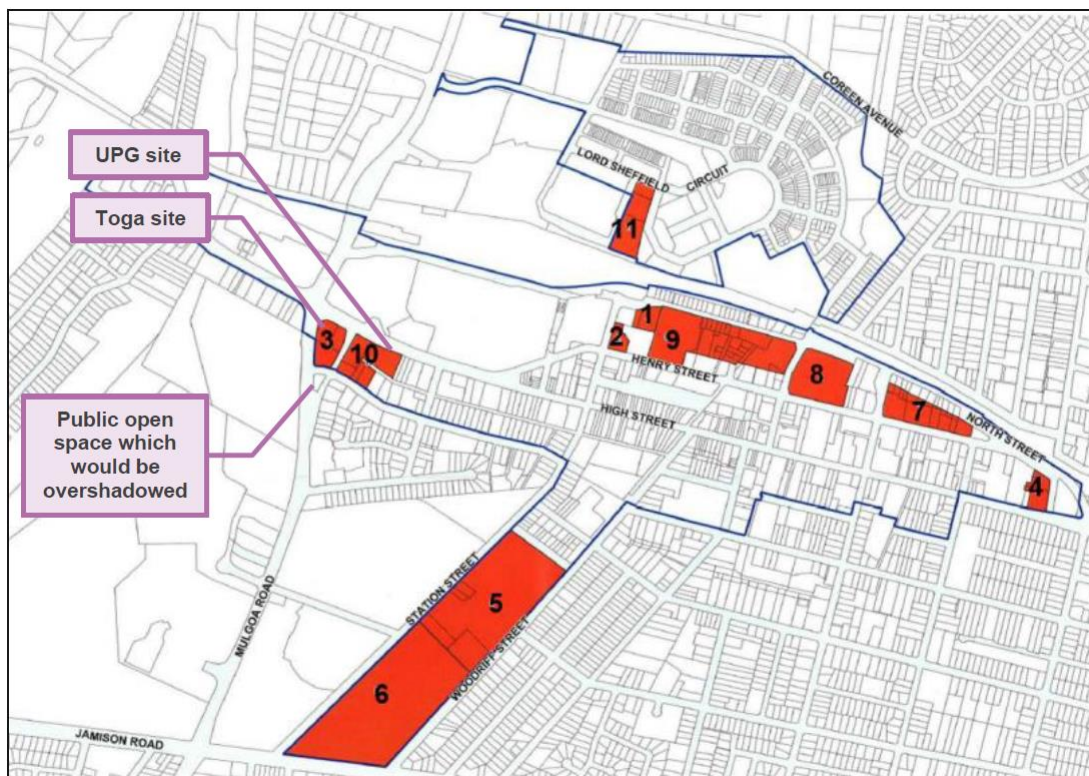 COREEN AVENUE
UPG site
LORD SHEFFIELD
CIRCUIT
Toga site
11
1
3
2
9
10
HENRY STREET
8
Public open
space which
would be
overshadowed
HIGH STREET
7
NORTH STREET
4
STATION STREET
5
MULGOA ROAD
WOODRIFF STREET
6
JAMISON ROAD